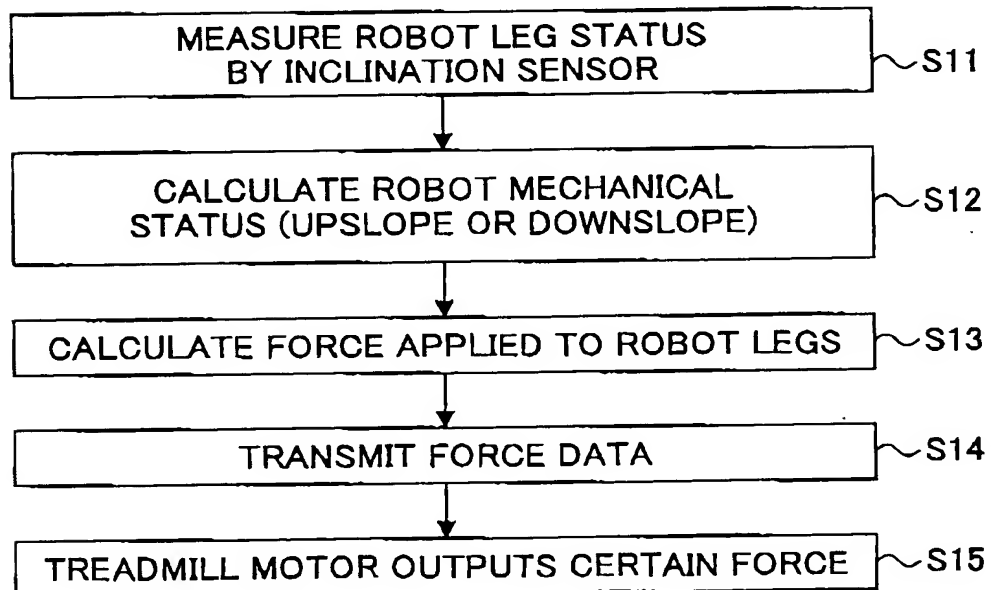 MEASURE ROBOT LEG STATUS
BY INCLINATION SENSOR
S11
CALCULATE ROBOT MECHANICAL
STATUS (UPSLOPE OR DOWNSLOPE)
S12
CALCULATE FORCE APPLIED TO ROBOT LEGS
S13
TRANSMIT FORCE DATA
S14
TREADMILL MOTOR OUTPUTS CERTAIN FORCE
S15